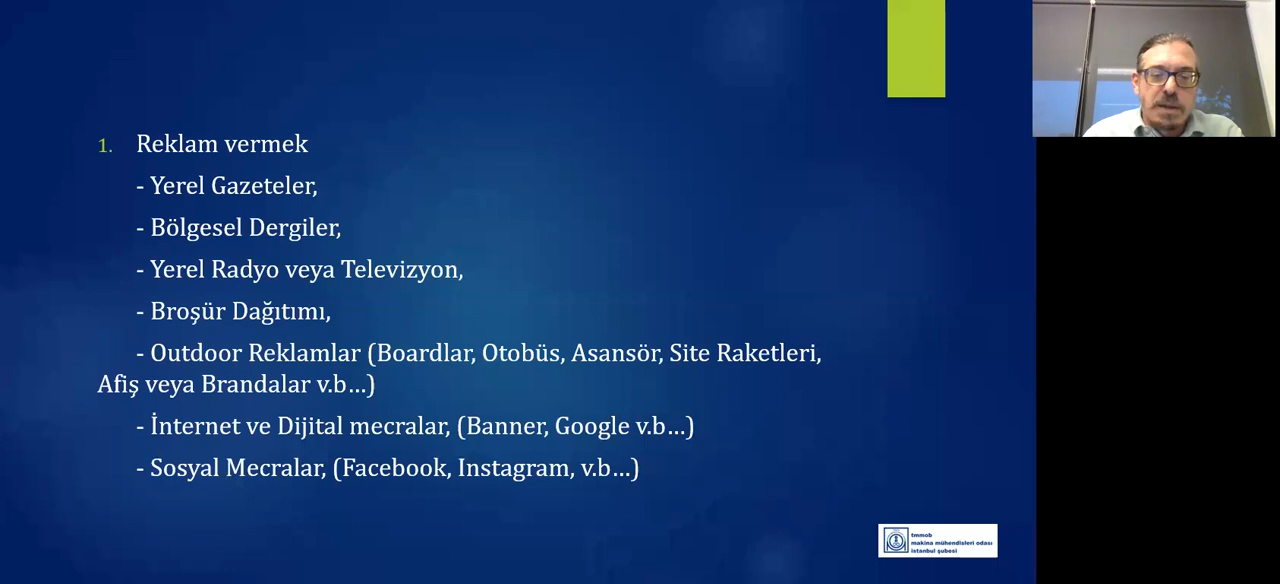 1. Reklam vermek
- Yerel Gazeteler,
- Bölgesel Dergiler,
- Yerel Radyo veya Televizyon,
- Broşür Dağıtımı,
- Outdoor Reklamlar (Boardlar, Otobüs, Asansör, Site Raketleri,
Afiş veya Brandalar v.b...)
- İnternet ve Dijital mecralar, (Banner, Google v.b...)
- Sosyal Mecralar, (Facebook, Instagram, v.b...)
tmmob
makina mühendisleri odası
istanbul şubesi